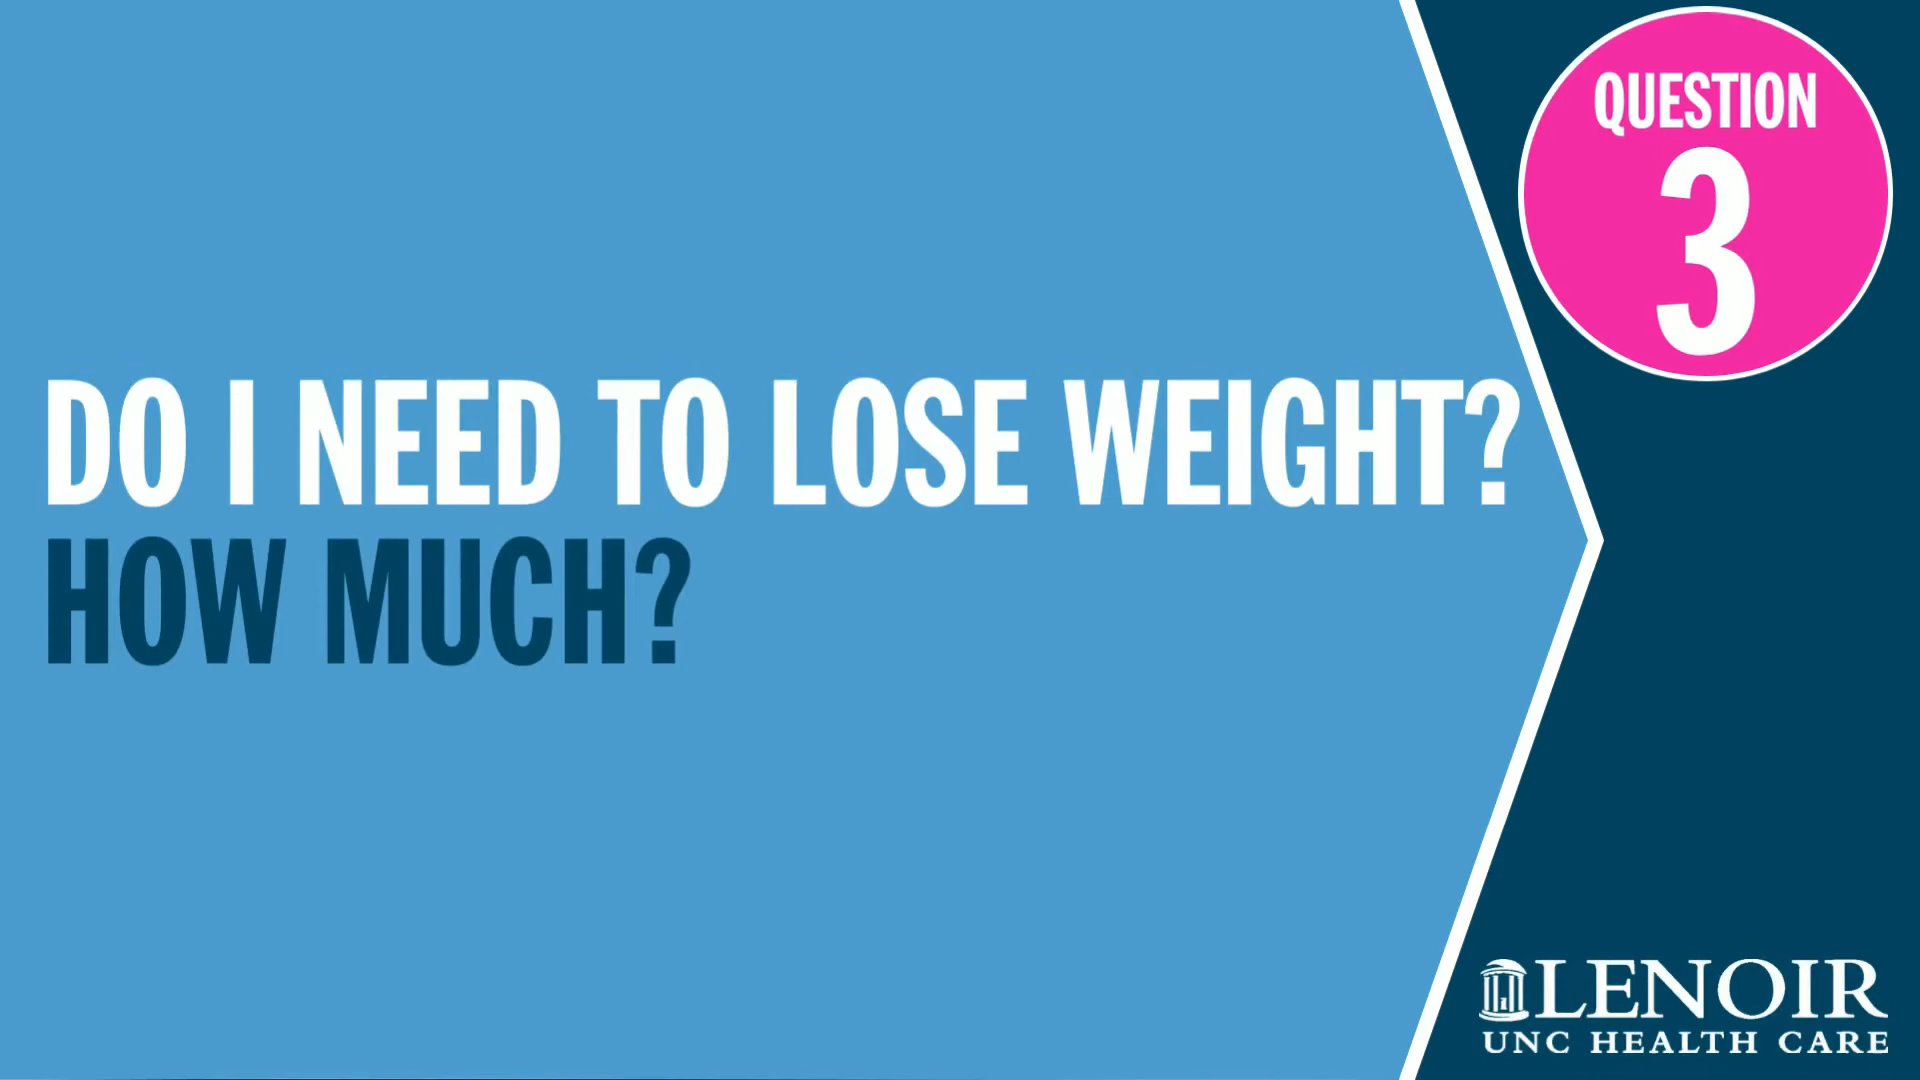 QUESTION
3
DO I NEED TO LOSE WEIGHT?
HOW MUCH?
LENOIR
UNC HEALTH CARE